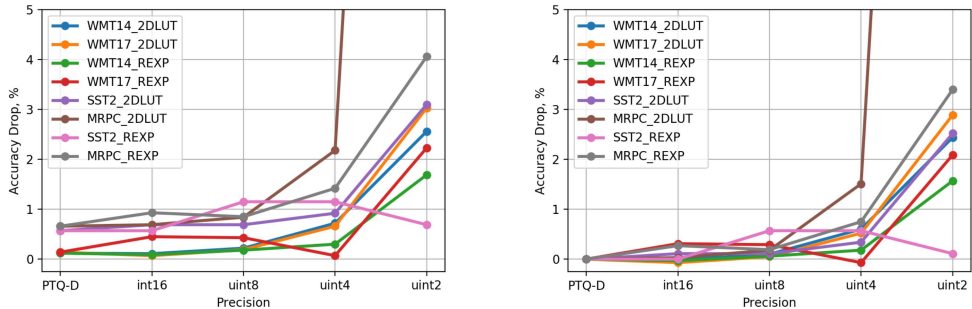 5
4
3
2
1
0
Accuracy Drop, %
WMT14_2DLUT
WMT17_2DLUT
WMT14_REXP
WMT17_REXP
SST2_2DLUT
MRPC_2DLUT
SST2_REXP
MRPC_REXP
PTQ-D int16 uint8 uint4 uint2
Precision
5
4
3
2
1
0
Accuracy Drop, %
WMT14_2DLUT
WMT17_2DLUT
WMT14_REXP
WMT17_REXP
SST2_2DLUT
MRPC_2DLUT
SST2_REXP
MRPC_REXP
PTQ-D int16 uint8 uint4 uint2
Precision